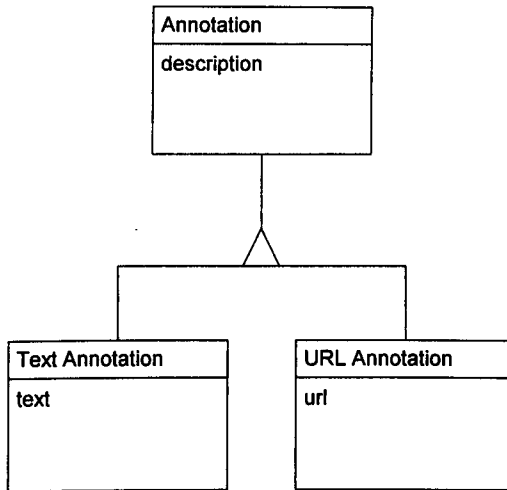 Annotation
description
Text Annotation
text
URL Annotation
url